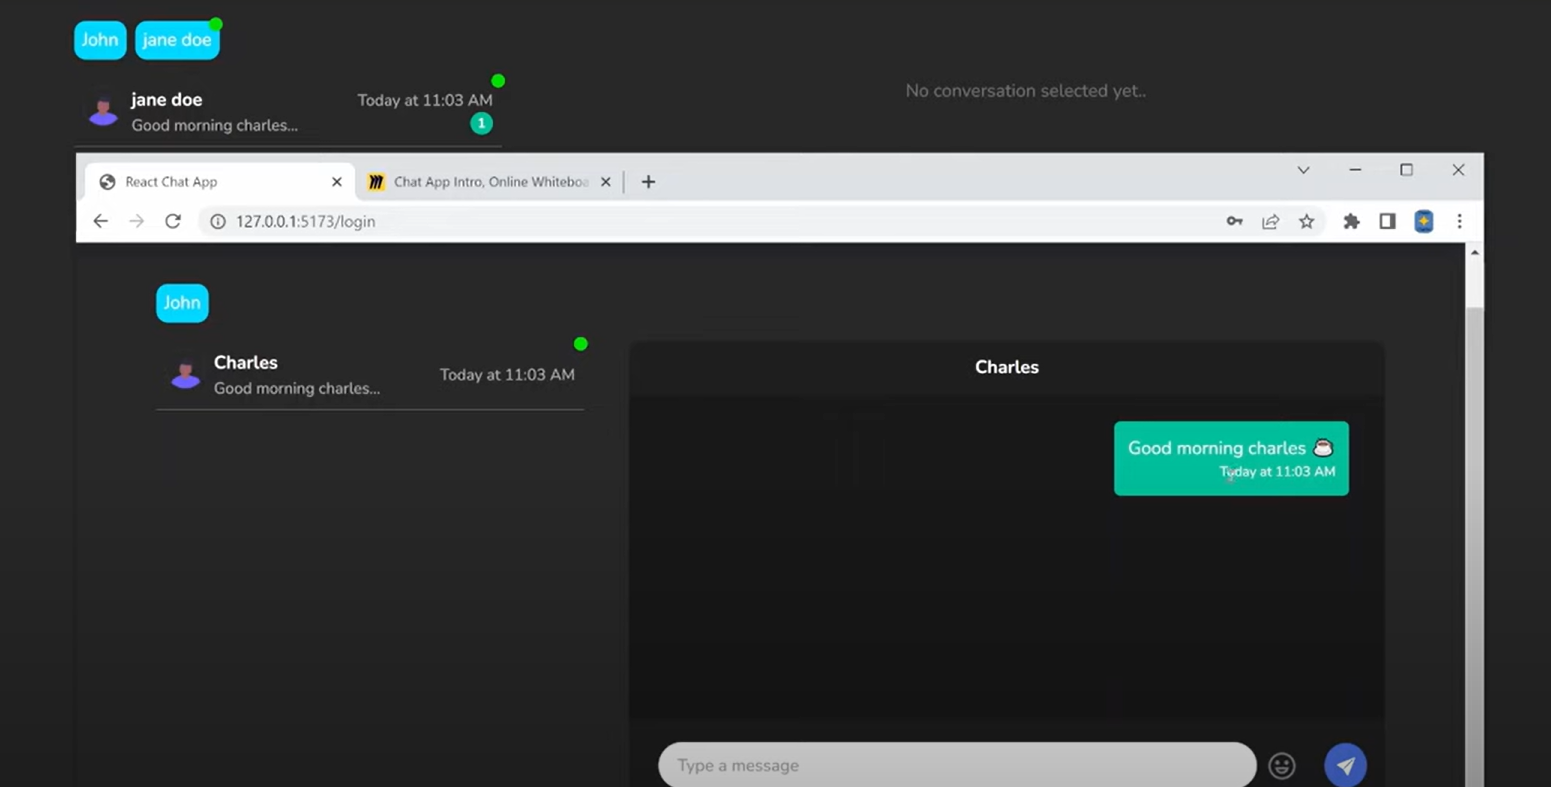 John
jane doe
jane doe
Today at 11:03 AM
Good morning charles...
1
No conversation selected yet..
React Chat App
Chat App Intro, Online Whiteboa
127.0.0.1:5173/login
John
Charles
Today at 11:03 AM
Good morning charles...
Charles
Good morning charles ☕
Today at 11:03 AM
Type a message